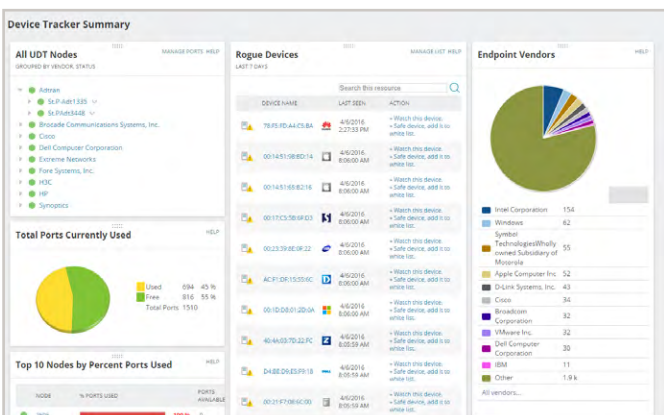 Device Tracker Summary
All UDT Nodes
MANAGE PORTS HELP
GROUPED BY VENDOR, STATUS
Adtran
St.P-Adt1335
St.PAdt3448
Brocade Communications Systems, Inc.
Cisco
Dell Computer Corporation
Extreme Networks
Fore Systems, Inc.
H3C
HP
Synoptics
Total Ports Currently Used
HELP
Used 694 45 %
Free 816 55 %
Total Ports 1510
Top 10 Nodes by Percent Ports Used
HELP
NODE % PORTS USED PORTS AVAILABLE
Rogue Devices
MANAGE LIST HELP
LAST 7 DAYS
Search this resource
DEVICE NAME LAST SEEN ACTION
4/6/2016
2:27:33 PM
» Watch this device.
» Safe device, add it to
white list.
00:14:51:98:BD:14
4/6/2016
8:06:00 AM
» Watch this device.
» Safe device, add it to
white list.
00:14:51:65:B2:16
4/6/2016
8:06:00 AM
» Watch this device.
» Safe device, add it to
white list.
4/6/2016
8:06:00 AM
» Watch this device.
» Safe device, add it to
white list.
4/6/2016
8:06:00 AM
» Watch this device.
» Safe device, add it to
white list.
4/6/2016
8:06:00 AM
» Watch this device.
» Safe device, add it to
white list.
4/6/2016
8:06:00 AM
» Watch this device.
» Safe device, add it to
white list.
4/6/2016
8:05:59 AM
» Watch this device.
» Safe device, add it to
white list.
4/6/2016
8:05:59 AM
» Watch this device.
» Safe device, add it to
white list.
4/6/2016
8:05:59 AM
» Watch this device.
» Safe device, add it to
white list.
Endpoint Vendors
HELP
Intel Corporation 154
Windows 62
Symbol
TechnologiesWholly
owned Subsidiary of
Motorola
55
Apple Computer Inc 52
D-Link Systems, Inc. 43
Cisco 34
Broadcom
Corporation
32
VMware Inc. 32
Dell Computer
Corporation
30
IBM 11
Other 1.9 k
All vendors...